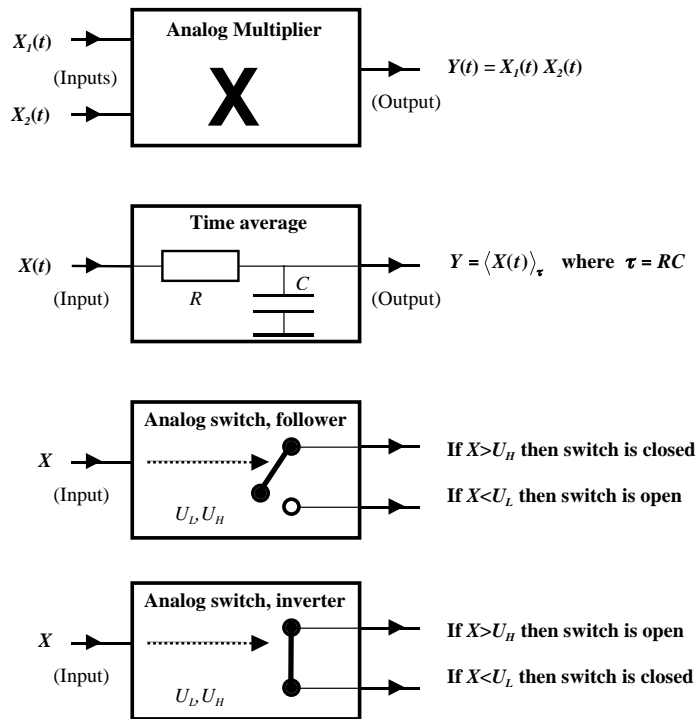 Analog Multiplier
X1(t)
(Inputs)
X2(t)
X
Y(t) = X1(t) X2(t)
(Output)
Time average
X(t)
(Input)
R
C
Y = ⟨X(t)⟩τ where τ = RC
(Output)
Analog switch, follower
X
(Input)
UL,UH
If X>UH then switch is closed
If X<UL then switch is open
Analog switch, inverter
X
(Input)
UL,UH
If X>UH then switch is open
If X<UL then switch is closed